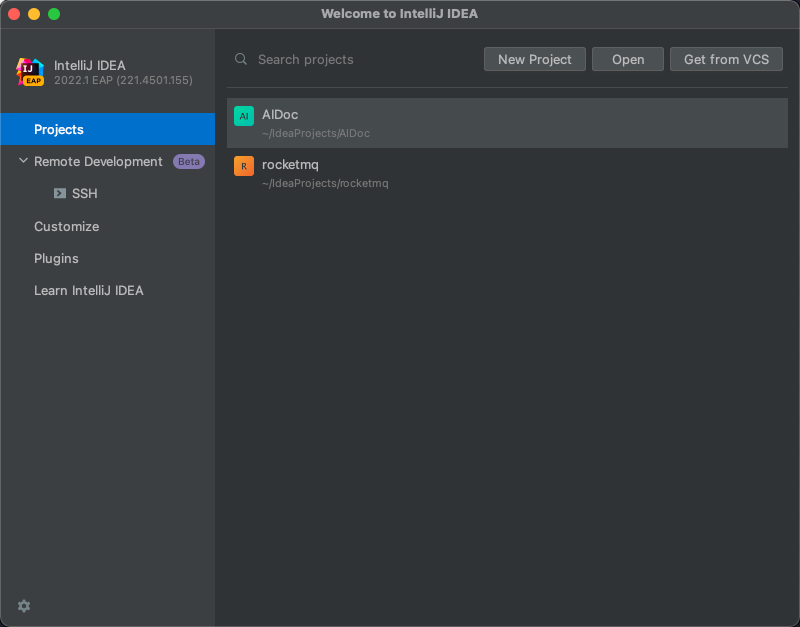 Welcome to IntelliJ IDEA
IJ
EAP
IntelliJ IDEA
2022.1 EAP (221.4501.155)
Projects
Remote Development Beta
SSH
Customize
Plugins
Learn IntelliJ IDEA
Search projects
New Project
Open
Get from VCS
AI
AIDoc
~/IdeaProjects/AIDoc
R
rocketmq
~/IdeaProjects/rocketmq